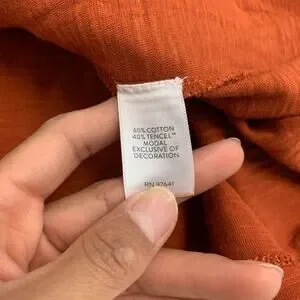 60% COTTON
40% TENCEL™
MODAL
EXCLUSIVE OF
DECORATION
RN 97641